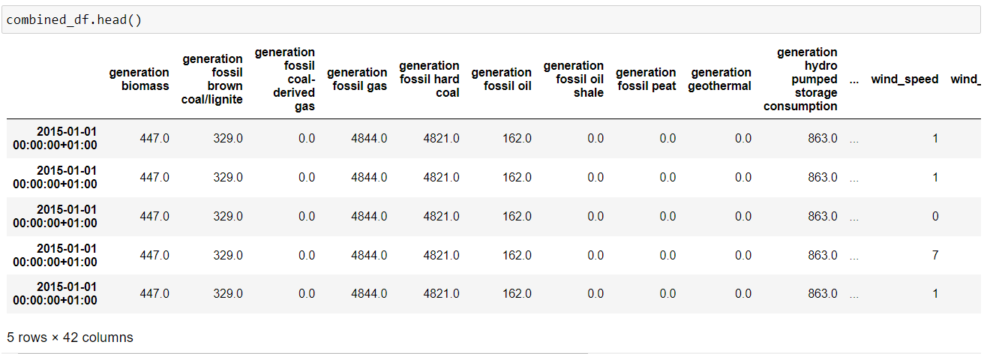 combined_df.head()
generation biomass generation fossil brown coal/lignite generation fossil coal-derived gas generation fossil gas generation fossil hard coal generation fossil oil generation fossil oil shale generation fossil peat generation geothermal generation hydro pumped storage consumption ... wind_speed wind_
2015-01-01 00:00:00+01:00 447.0 329.0 0.0 4844.0 4821.0 162.0 0.0 0.0 0.0 863.0 ... 1
2015-01-01 00:00:00+01:00 447.0 329.0 0.0 4844.0 4821.0 162.0 0.0 0.0 0.0 863.0 ... 1
2015-01-01 00:00:00+01:00 447.0 329.0 0.0 4844.0 4821.0 162.0 0.0 0.0 0.0 863.0 ... 0
2015-01-01 00:00:00+01:00 447.0 329.0 0.0 4844.0 4821.0 162.0 0.0 0.0 0.0 863.0 ... 7
2015-01-01 00:00:00+01:00 447.0 329.0 0.0 4844.0 4821.0 162.0 0.0 0.0 0.0 863.0 ... 1
5 rows × 42 columns